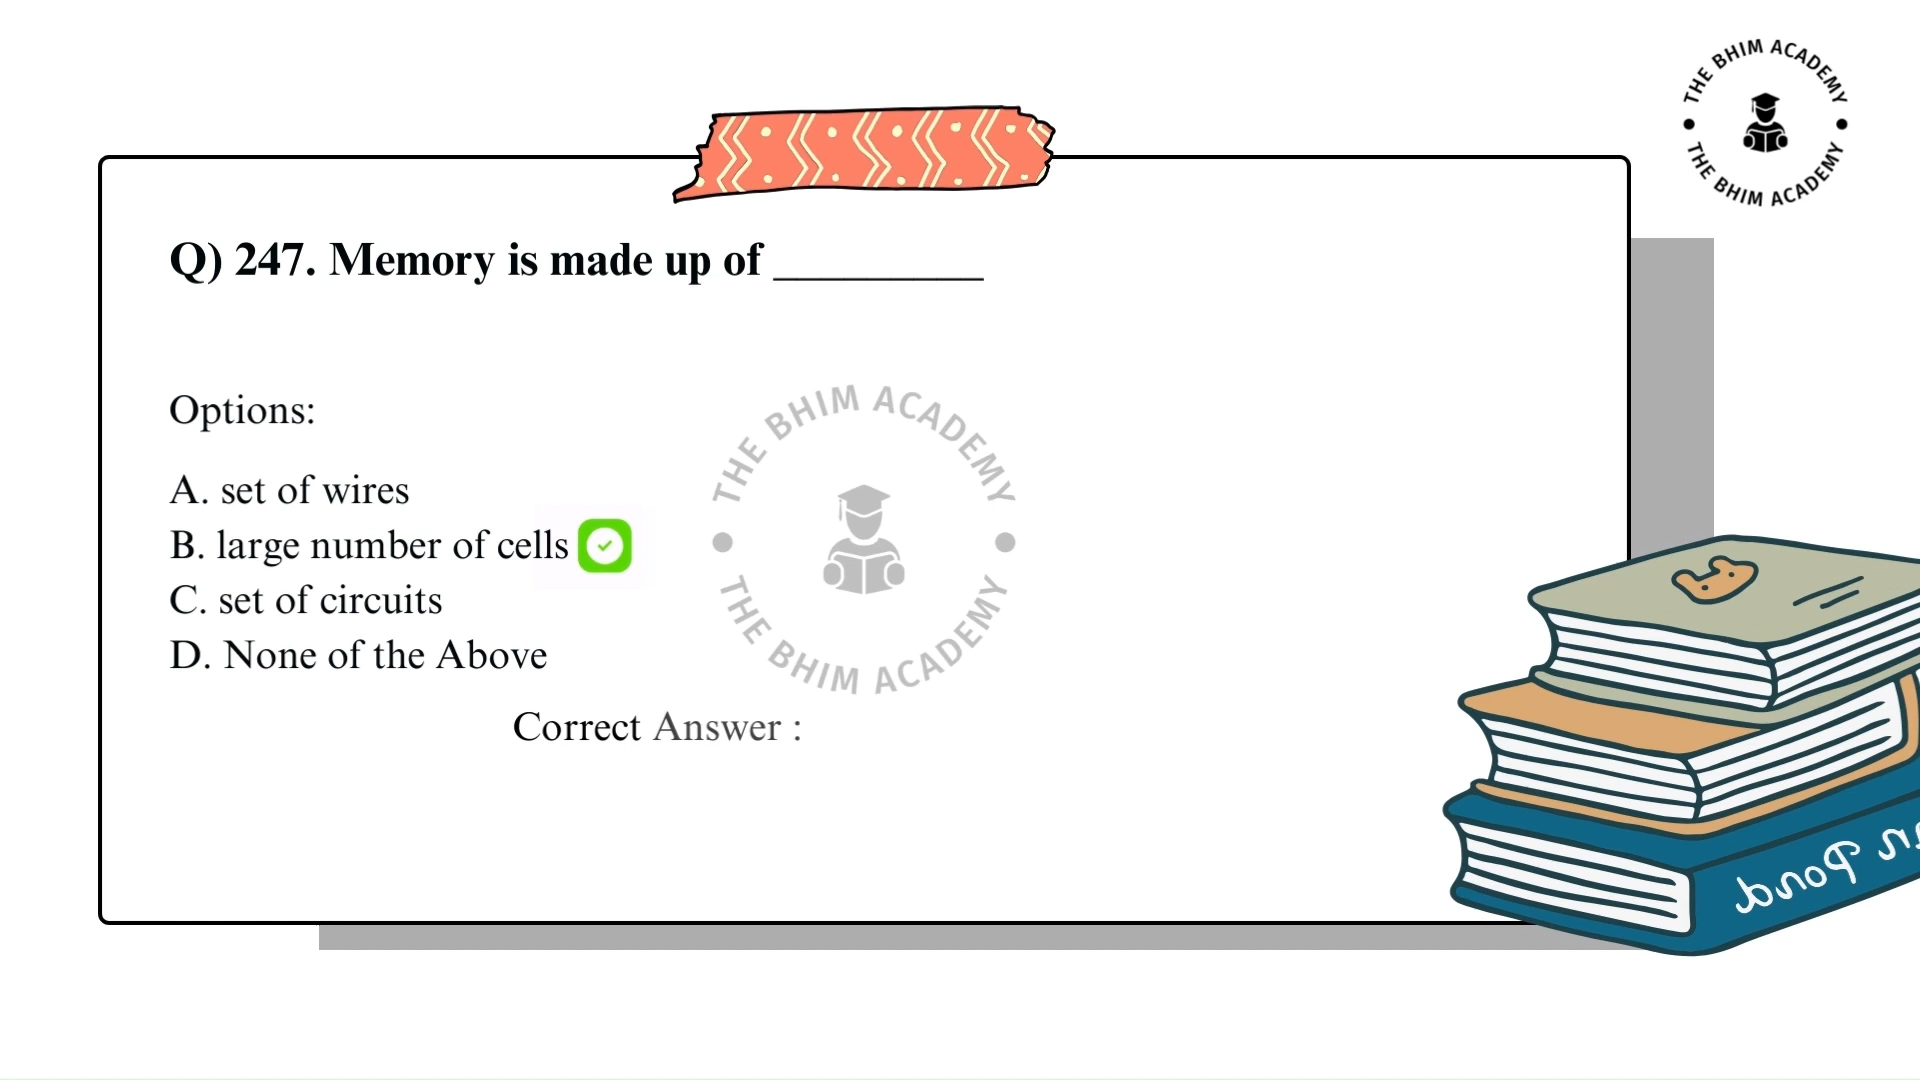 THE BHIM ACADEMY
THE BHIM ACADEMY
Q) 247. Memory is made up of __________
Options:
A. set of wires
B. large number of cells
C. set of circuits
D. None of the Above
THE BHIM ACADEMY
THE BHIM ACADEMY
Correct Answer :
Pond